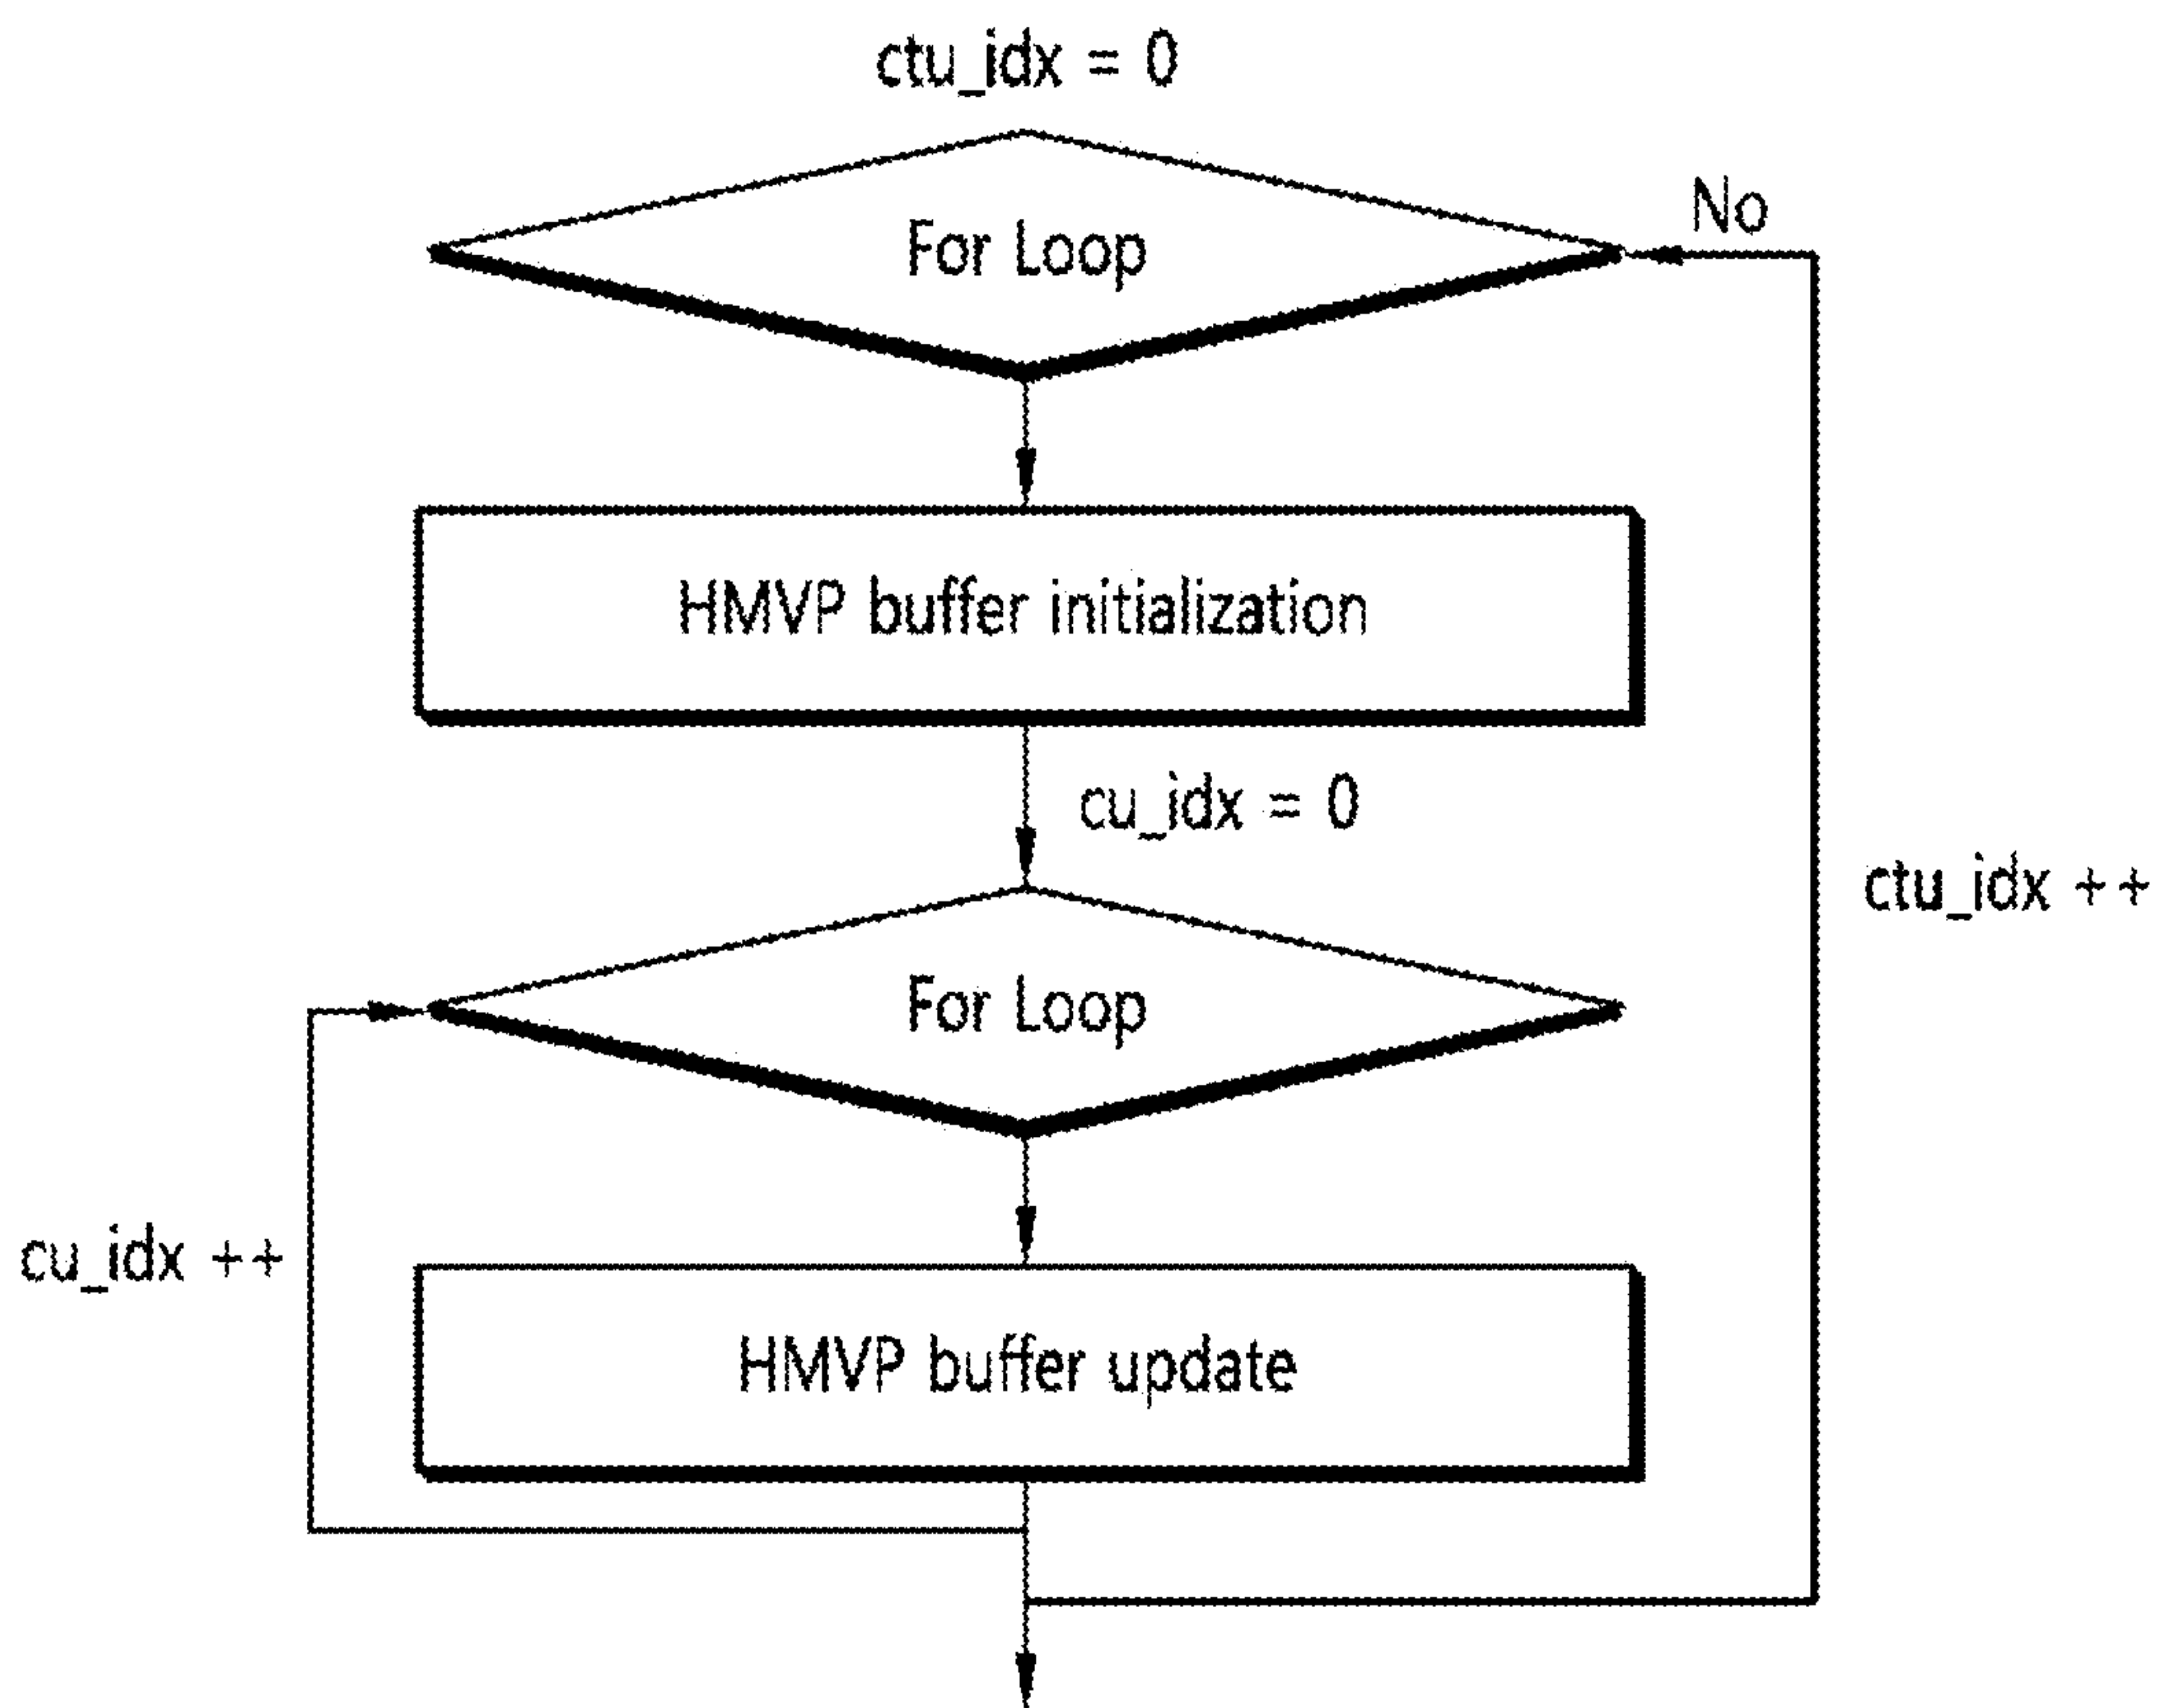 ctu_idx = 0
No
For Loop
HMVP buffer initialization
cu_idx = 0
ctu_idx ++
For Loop
cu_idx ++
HMVP buffer update